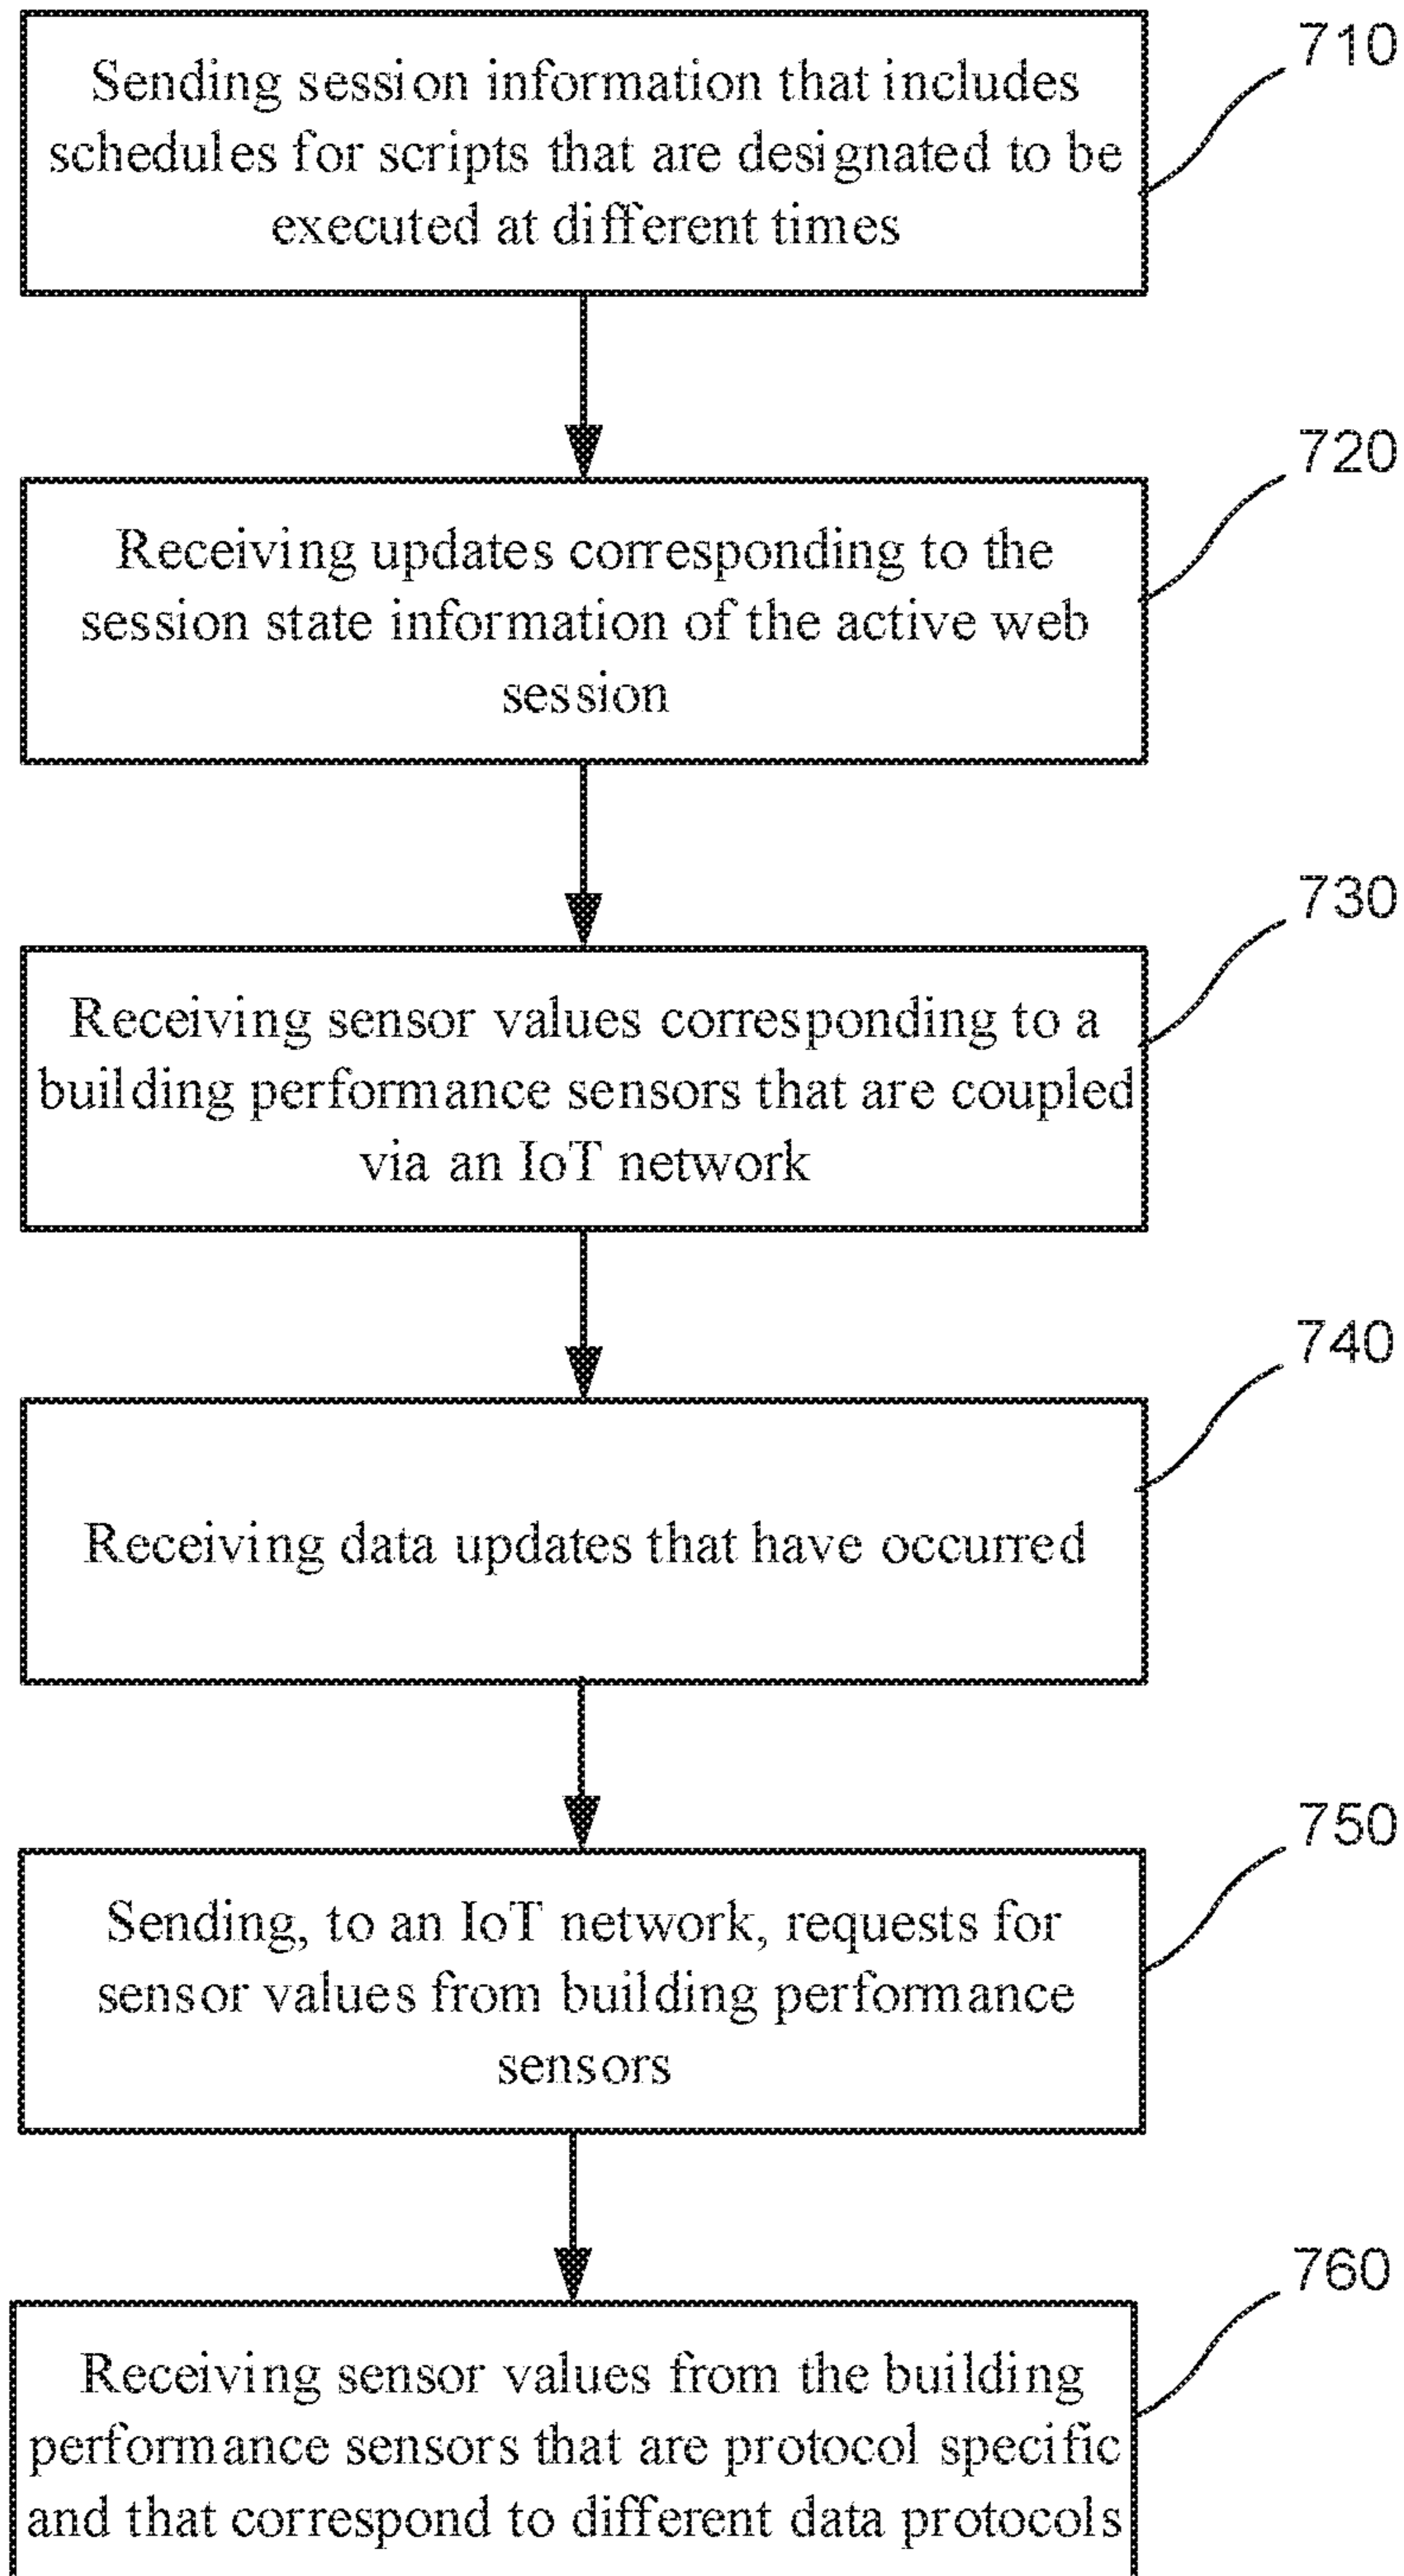 710
Sending session information that includes
schedules for scripts that are designated to be
executed at different times
720
Receiving updates corresponding to the
session state information of the active web
session
730
Receiving sensor values corresponding to a
building performance sensors that are coupled
via an IoT network
740
Receiving data updates that have occurred
750
Sending, to an IoT network, requests for
sensor values from building performance
sensors
760
Receiving sensor values from the building
performance sensors that are protocol specific
and that correspond to different data protocols